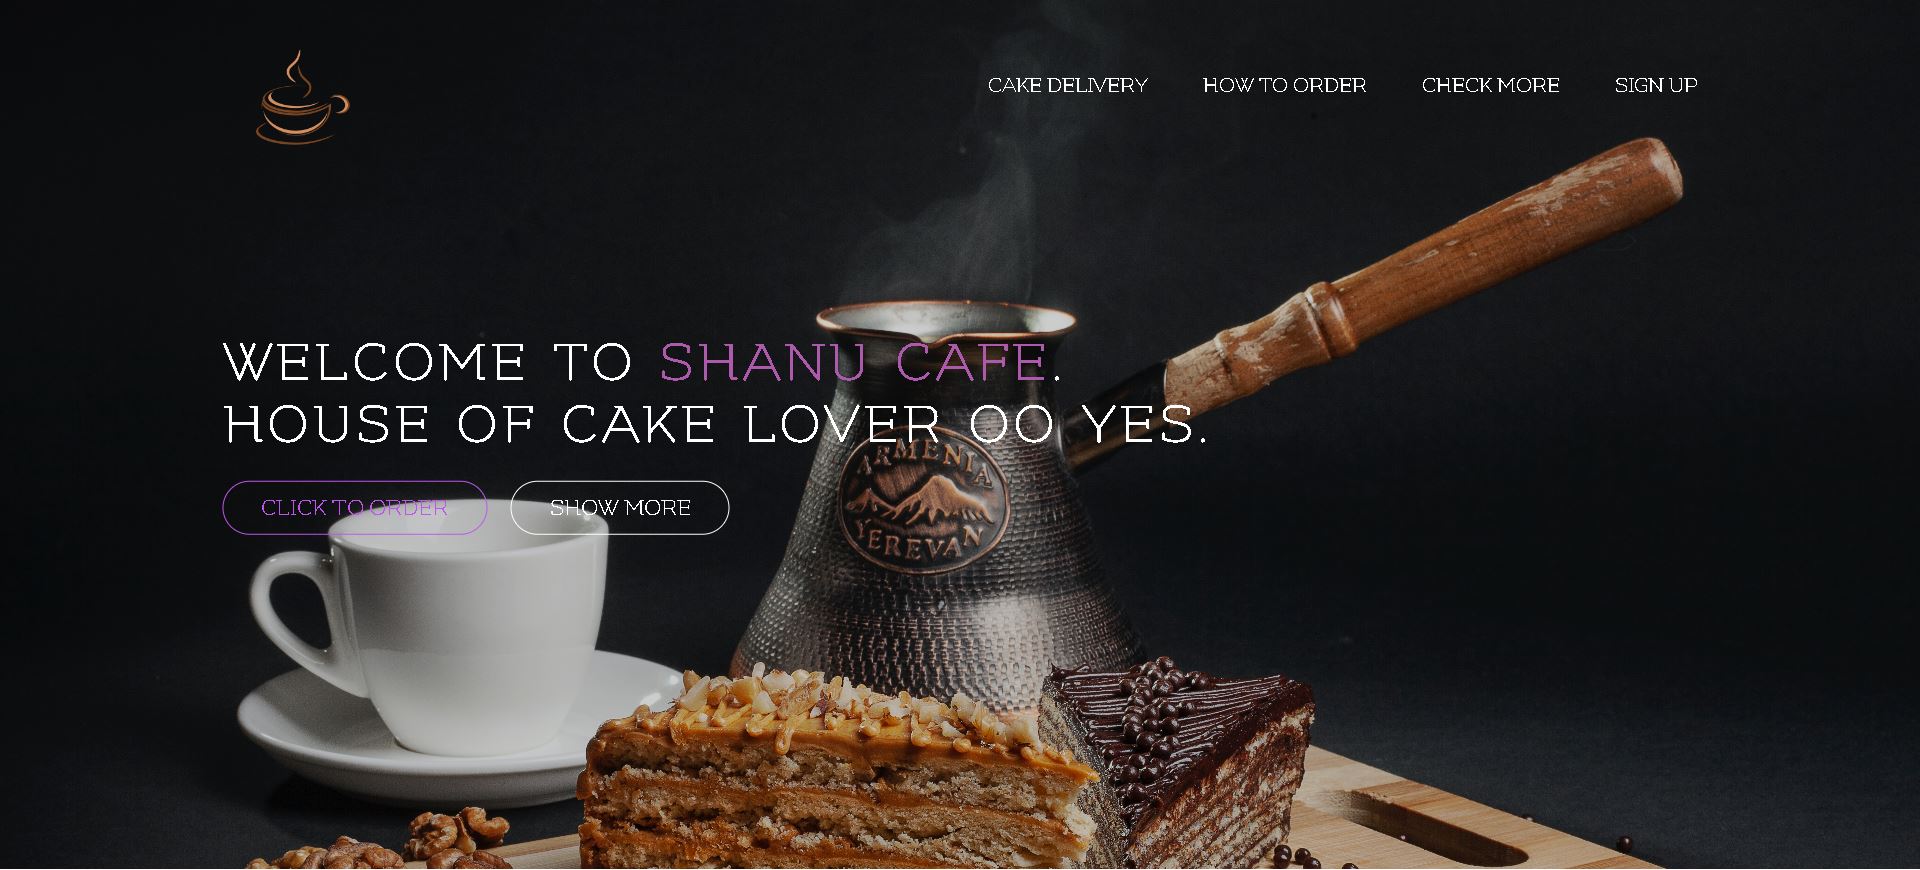 CAKE DELIVERY
HOW TO ORDER
CHECK MORE
SIGN UP
WELCOME TO SHANU CAFE.
HOUSE OF CAKE LOVER OO YES.
CLICK TO ORDER
SHOW MORE
ARMENIA
YEREVAN